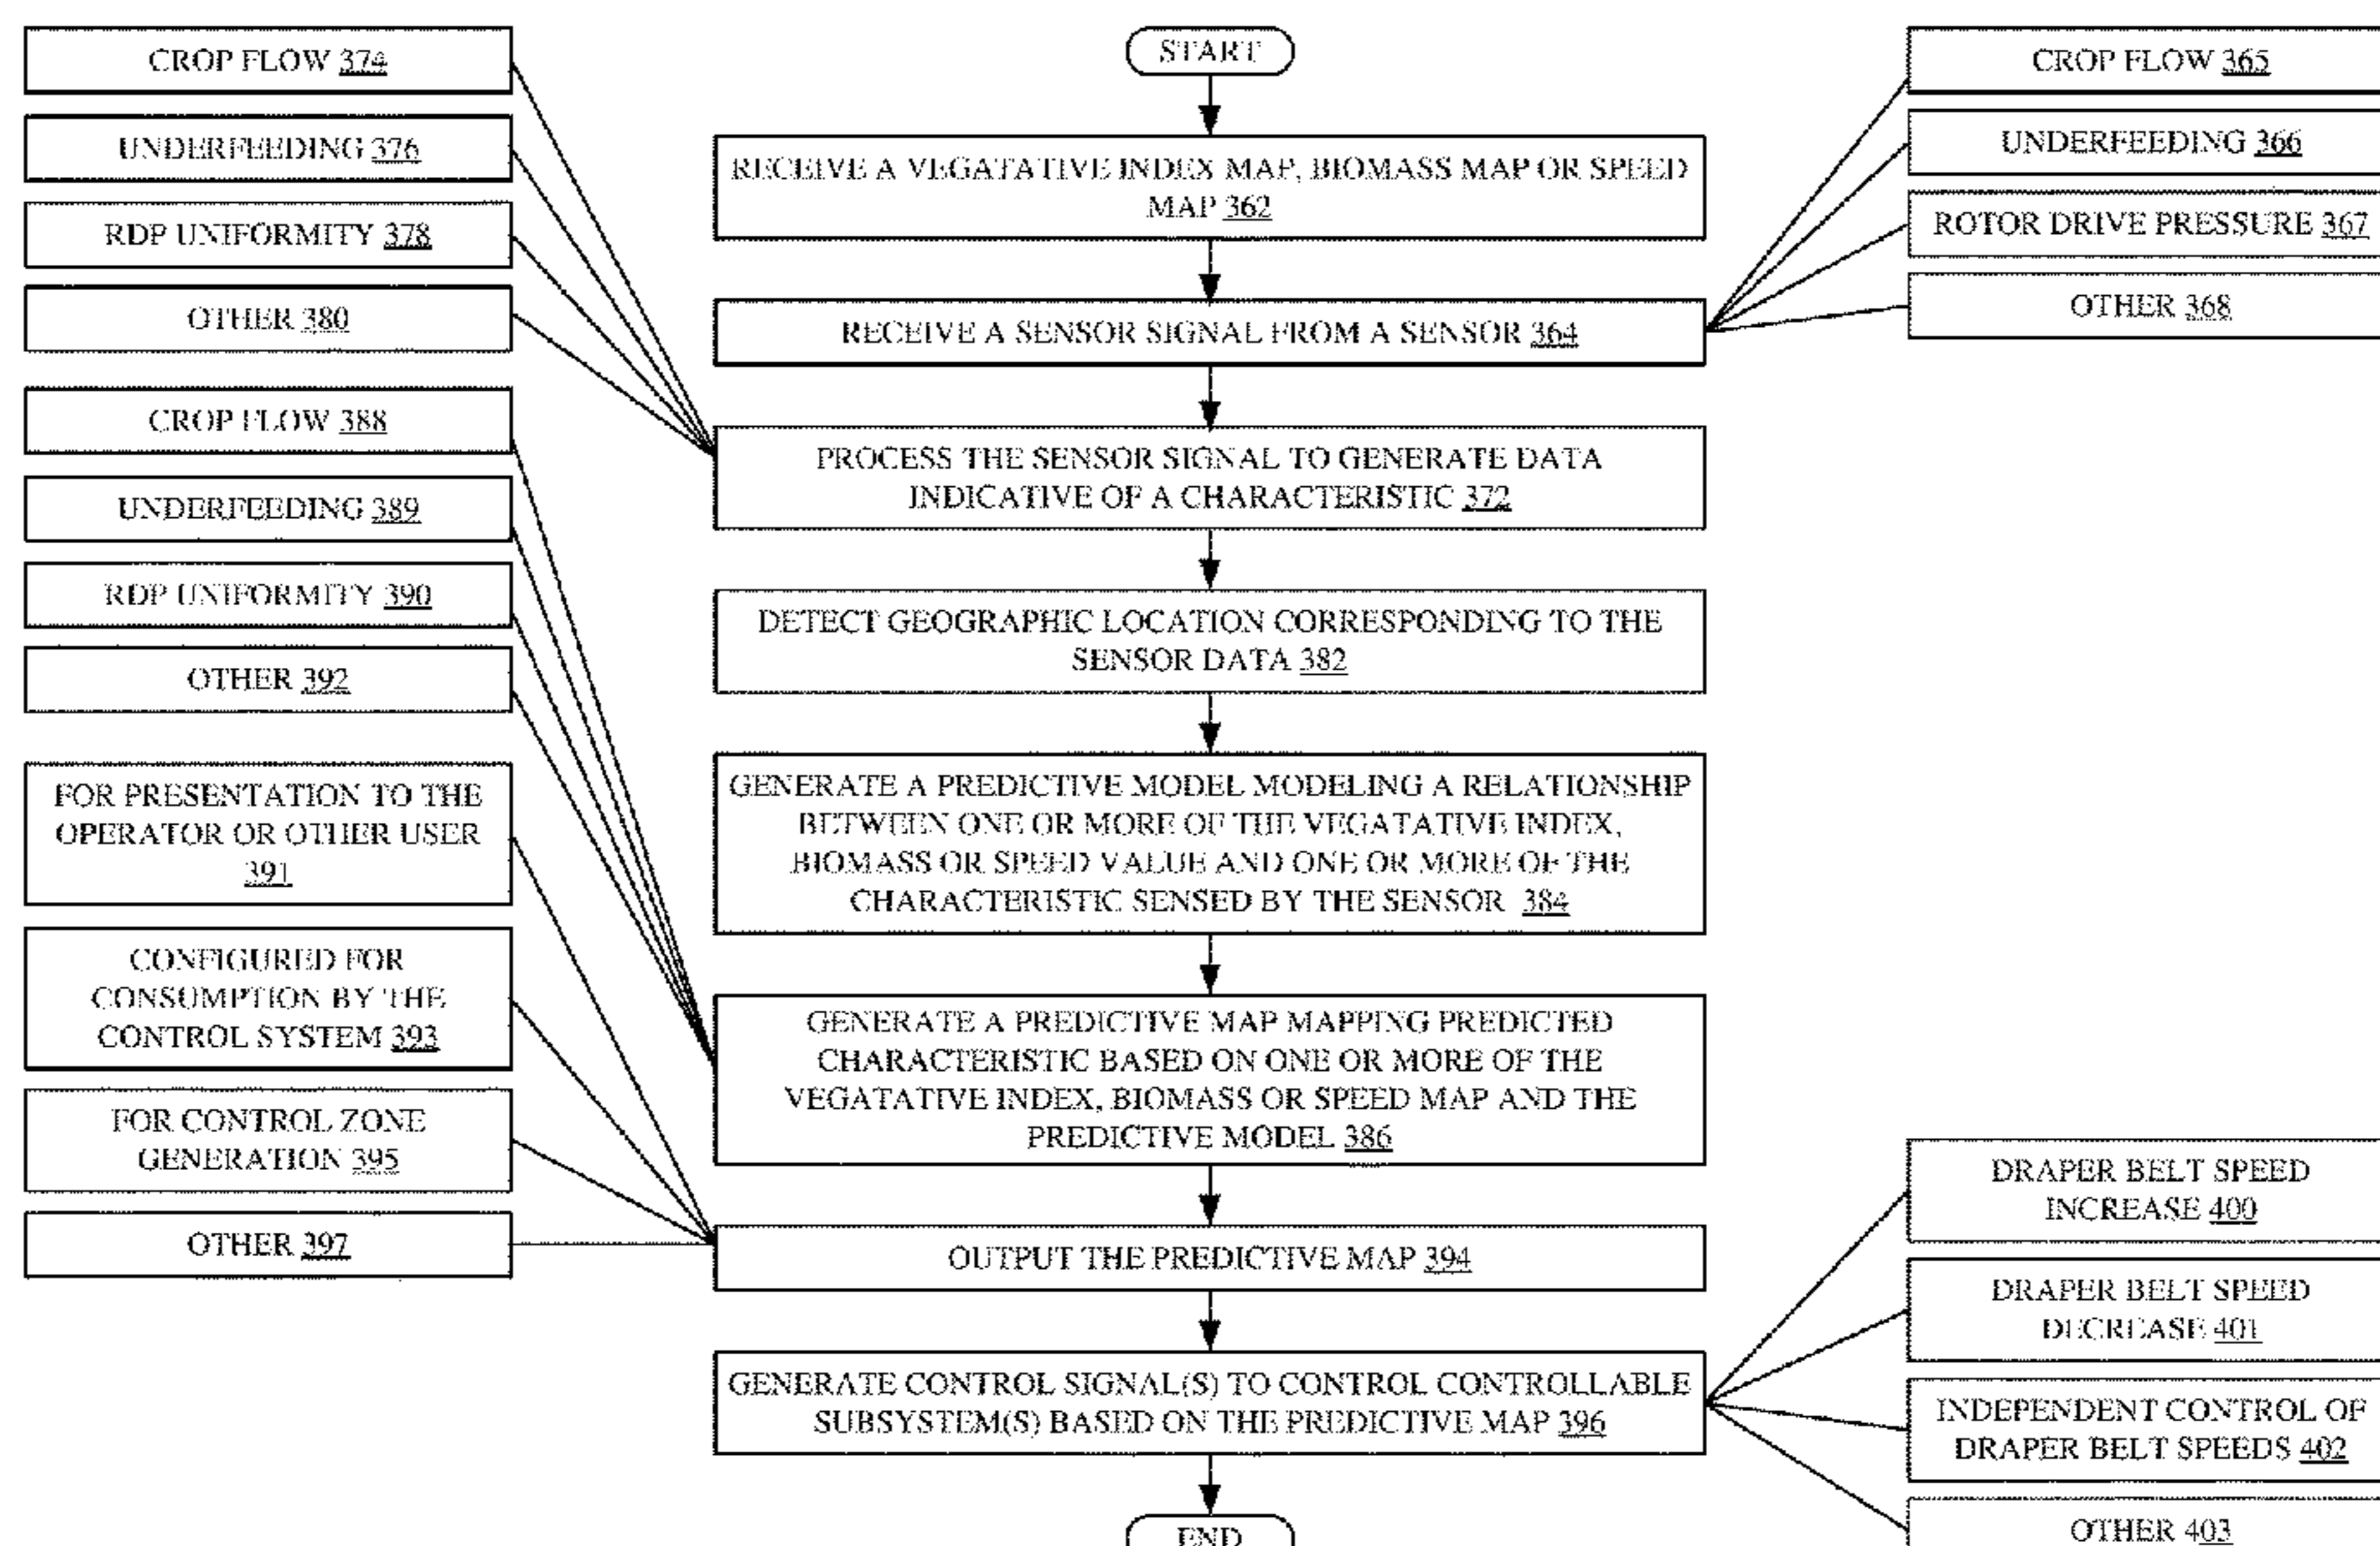 CROP FLOW 374
UNDERFEEDING 376
RDP UNIFORMITY 378
OTHER 380
CROP FLOW 388
UNDERFEEDING 389
RDP UNIFORMITY 390
OTHER 392
FOR PRESENTATION TO THE
OPERATOR OR OTHER USER
391
CONFIGURED FOR
CONSUMPTION BY THE
CONTROL SYSTEM 393
FOR CONTROL ZONE
GENERATION 395
OTHER 397
START
RECEIVE A VEGATATIVE INDEX MAP, BIOMASS MAP OR SPEED
MAP 362
RECEIVE A SENSOR SIGNAL FROM A SENSOR 364
PROCESS THE SENSOR SIGNAL TO GENERATE DATA
INDICATIVE OF A CHARACTERISTIC 372
DETECT GEOGRAPHIC LOCATION CORRESPONDING TO THE
SENSOR DATA 382
GENERATE A PREDICTIVE MODEL MODELING A RELATIONSHIP
BETWEEN ONE OR MORE OF THE VEGATATIVE INDEX,
BIOMASS OR SPEED VALUE AND ONE OR MORE OF THE
CHARACTERISTIC SENSED BY THE SENSOR 384
GENERATE A PREDICTIVE MAP MAPPING PREDICTED
CHARACTERISTIC BASED ON ONE OR MORE OF THE
VEGATATIVE INDEX, BIOMASS OR SPEED MAP AND THE
PREDICTIVE MODEL 386
OUTPUT THE PREDICTIVE MAP 394
GENERATE CONTROL SIGNAL(S) TO CONTROL CONTROLLABLE
SUBSYSTEM(S) BASED ON THE PREDICTIVE MAP 396
END
CROP FLOW 365
UNDERFEEDING 366
ROTOR DRIVE PRESSURE 367
OTHER 368
DRAPER BELT SPEED
INCREASE 400
DRAPER BELT SPEED
DECREASE 401
INDEPENDENT CONTROL OF
DRAPER BELT SPEEDS 402
OTHER 403